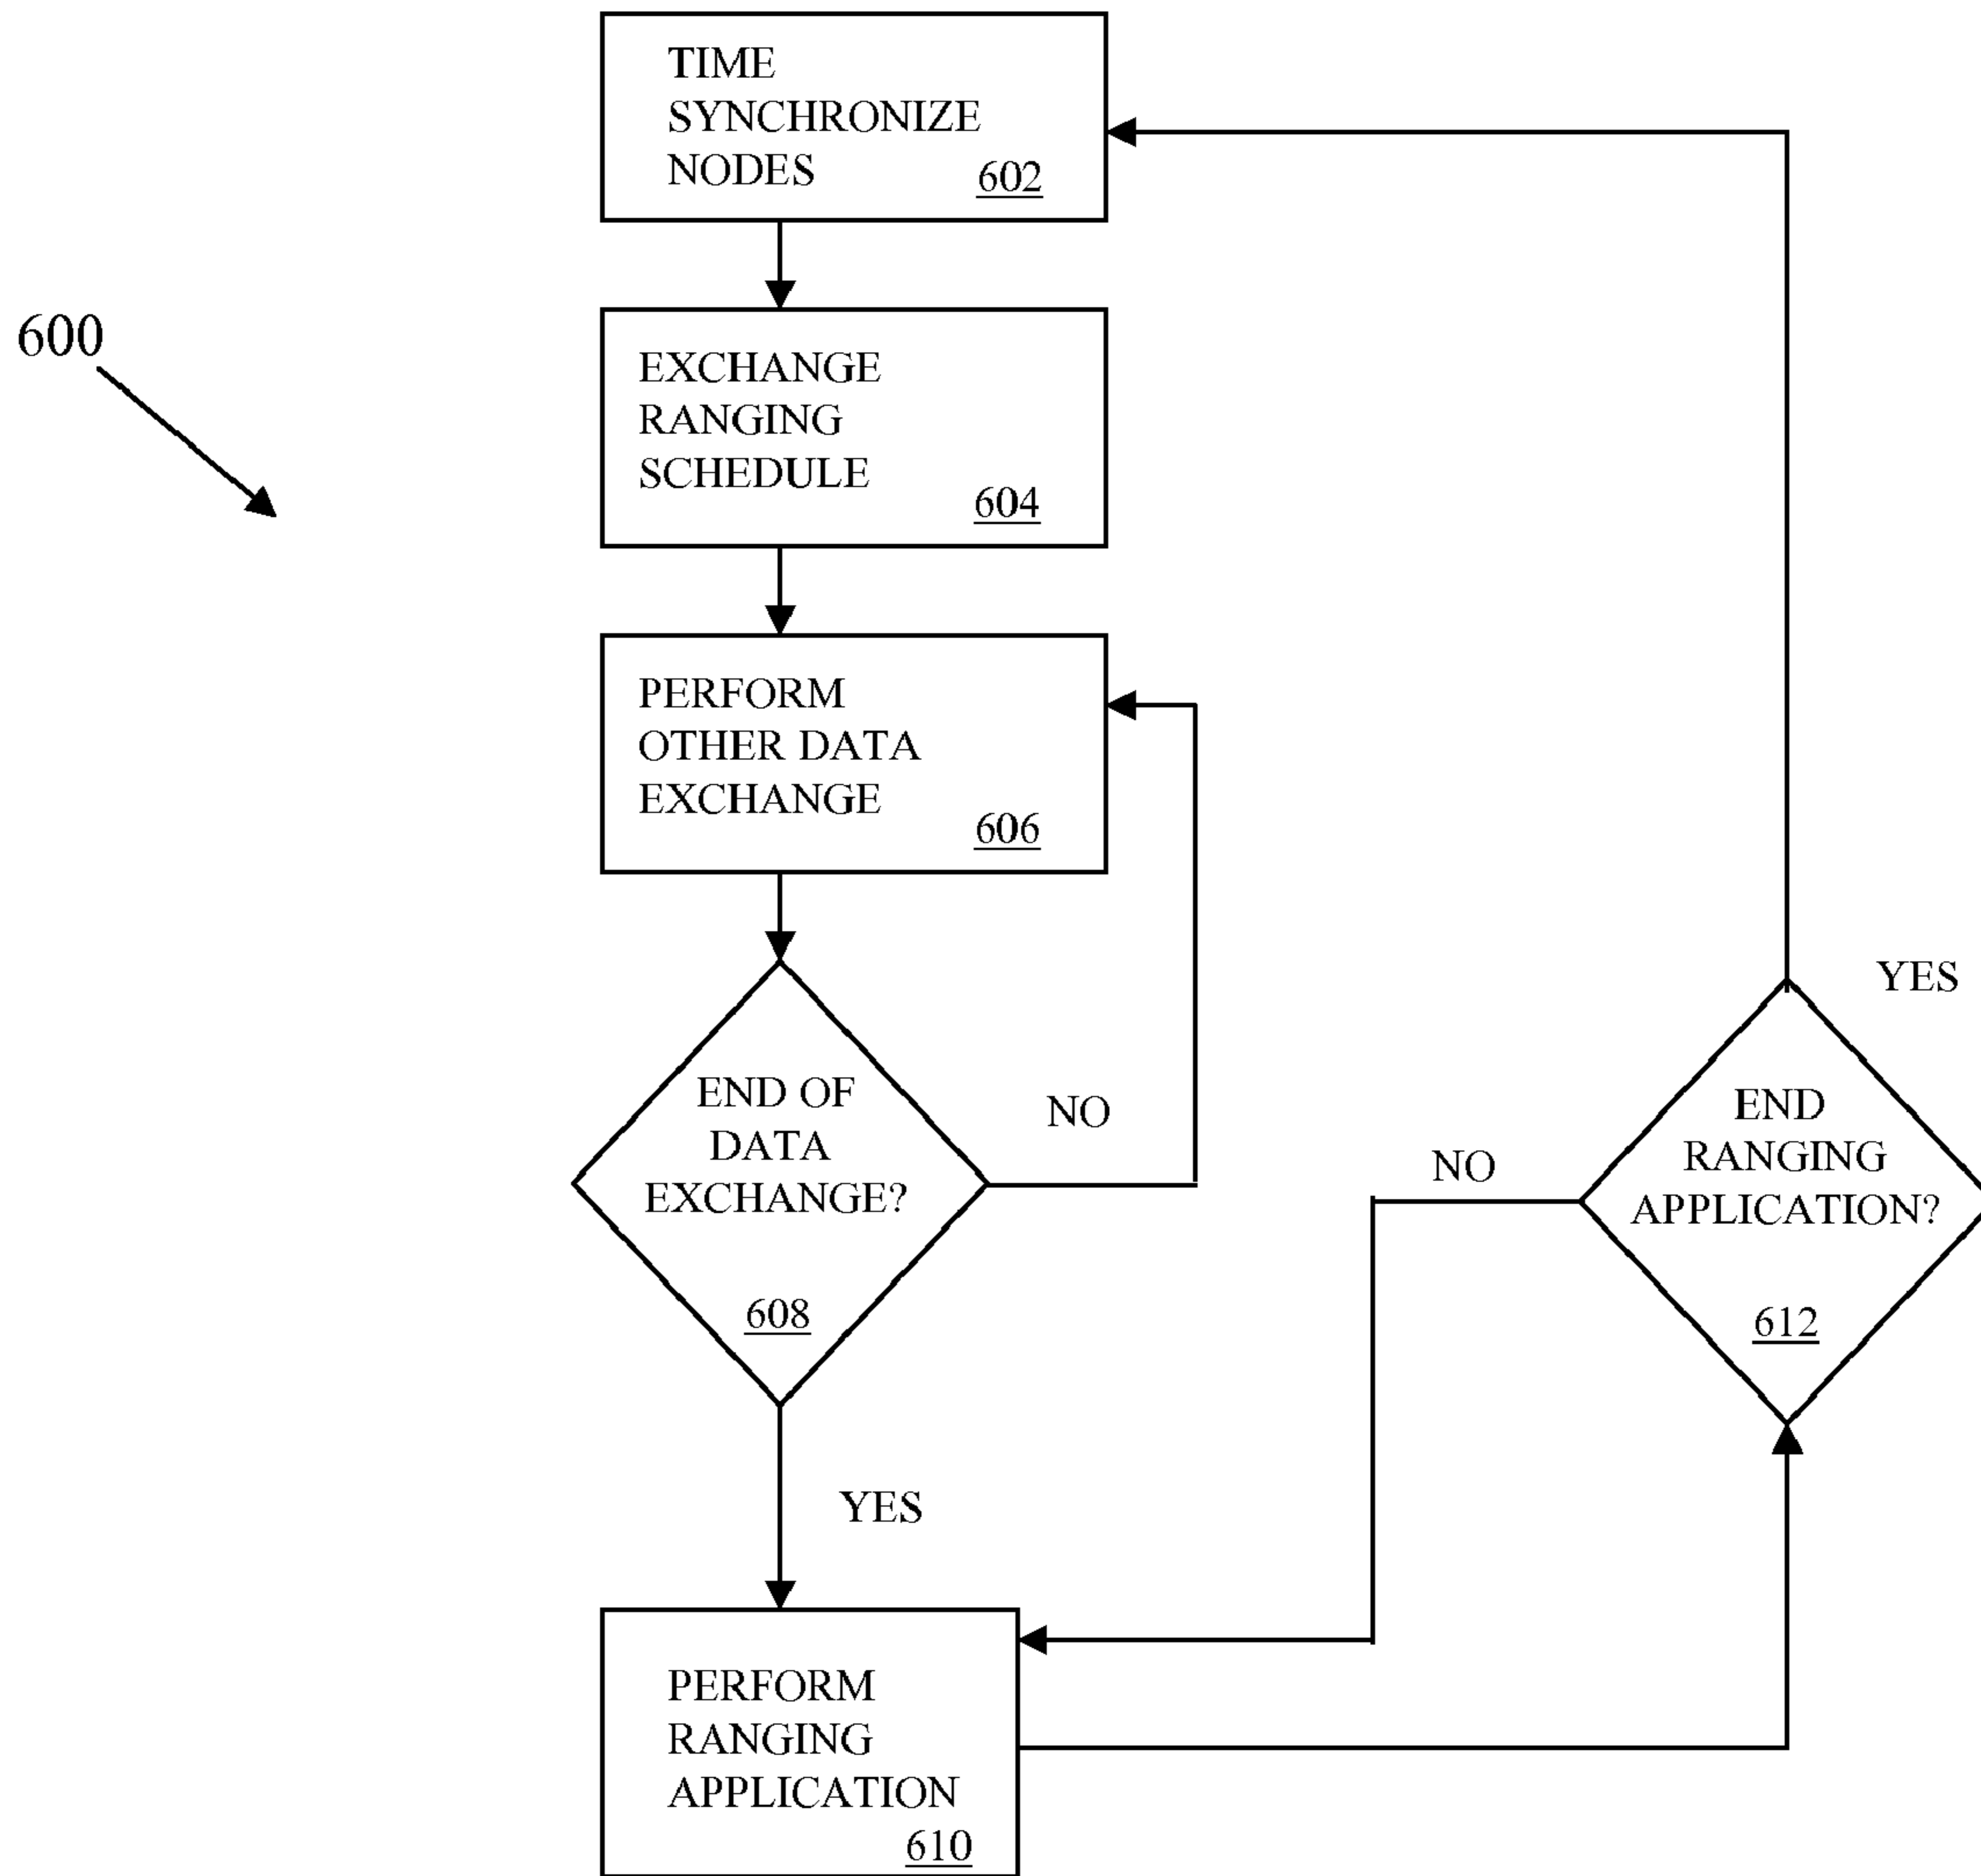 TIME
SYNCHRONIZE
NODES
602
600
EXCHANGE
RANGING
SCHEDULE
604
PERFORM
OTHER DATA
EXCHANGE
606
END OF
DATA
EXCHANGE?
608
NO
YES
PERFORM
RANGING
APPLICATION
610
YES
END
RANGING
APPLICATION?
612
NO